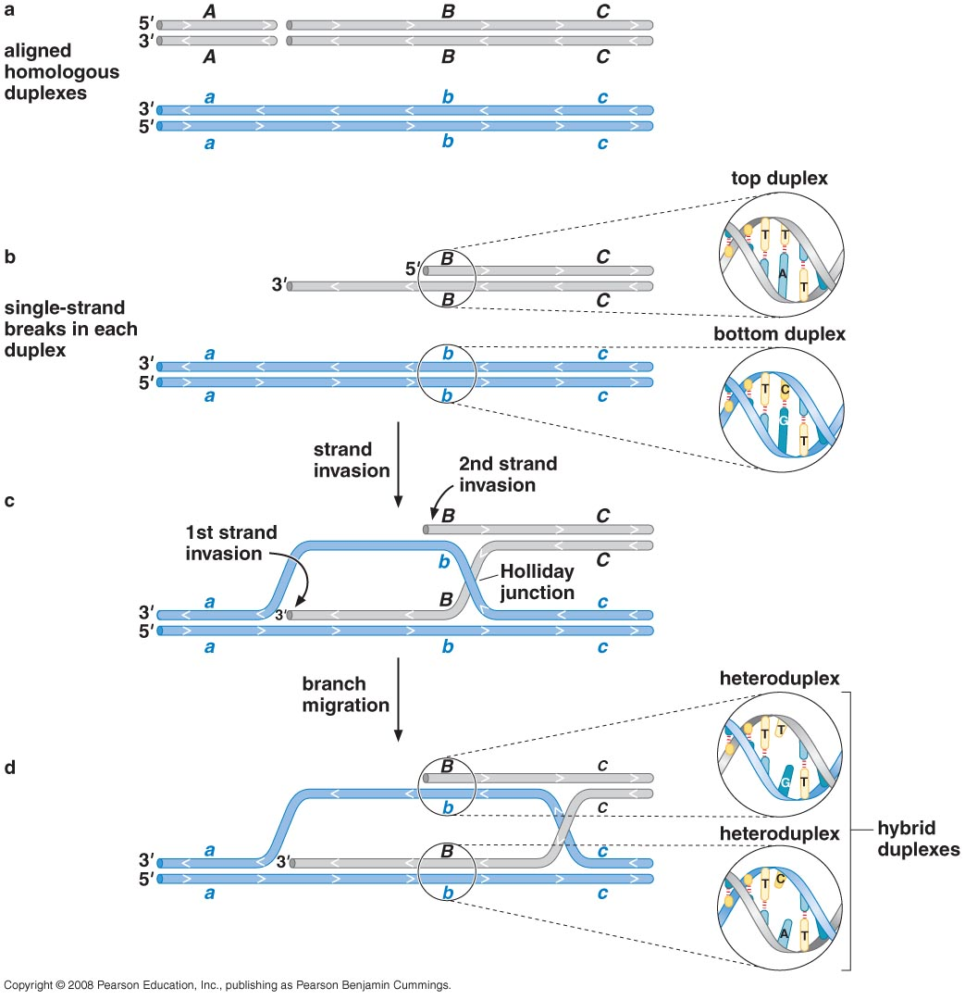 a
A B C
5′
3′
A B C
aligned
homologous
duplexes
a b c
3′
5′
a b c
top duplex
T T
A
T
b
B C
5′
3′
B C
single-strand
breaks in each
duplex
bottom duplex
a b c
3′
5′
a b c
T C
G
T
strand
invasion
2nd strand
invasion
c
B C
1st strand
invasion
b C
Holliday
junction
a B c
3′ 3′
5′
a b c
branch
migration
heteroduplex
T T
G T
d
B c
b c
heteroduplex
hybrid
duplexes
a B c
3′ 3′
5′
a b c
T C
A T
Copyright © 2008 Pearson Education, Inc., publishing as Pearson Benjamin Cummings.